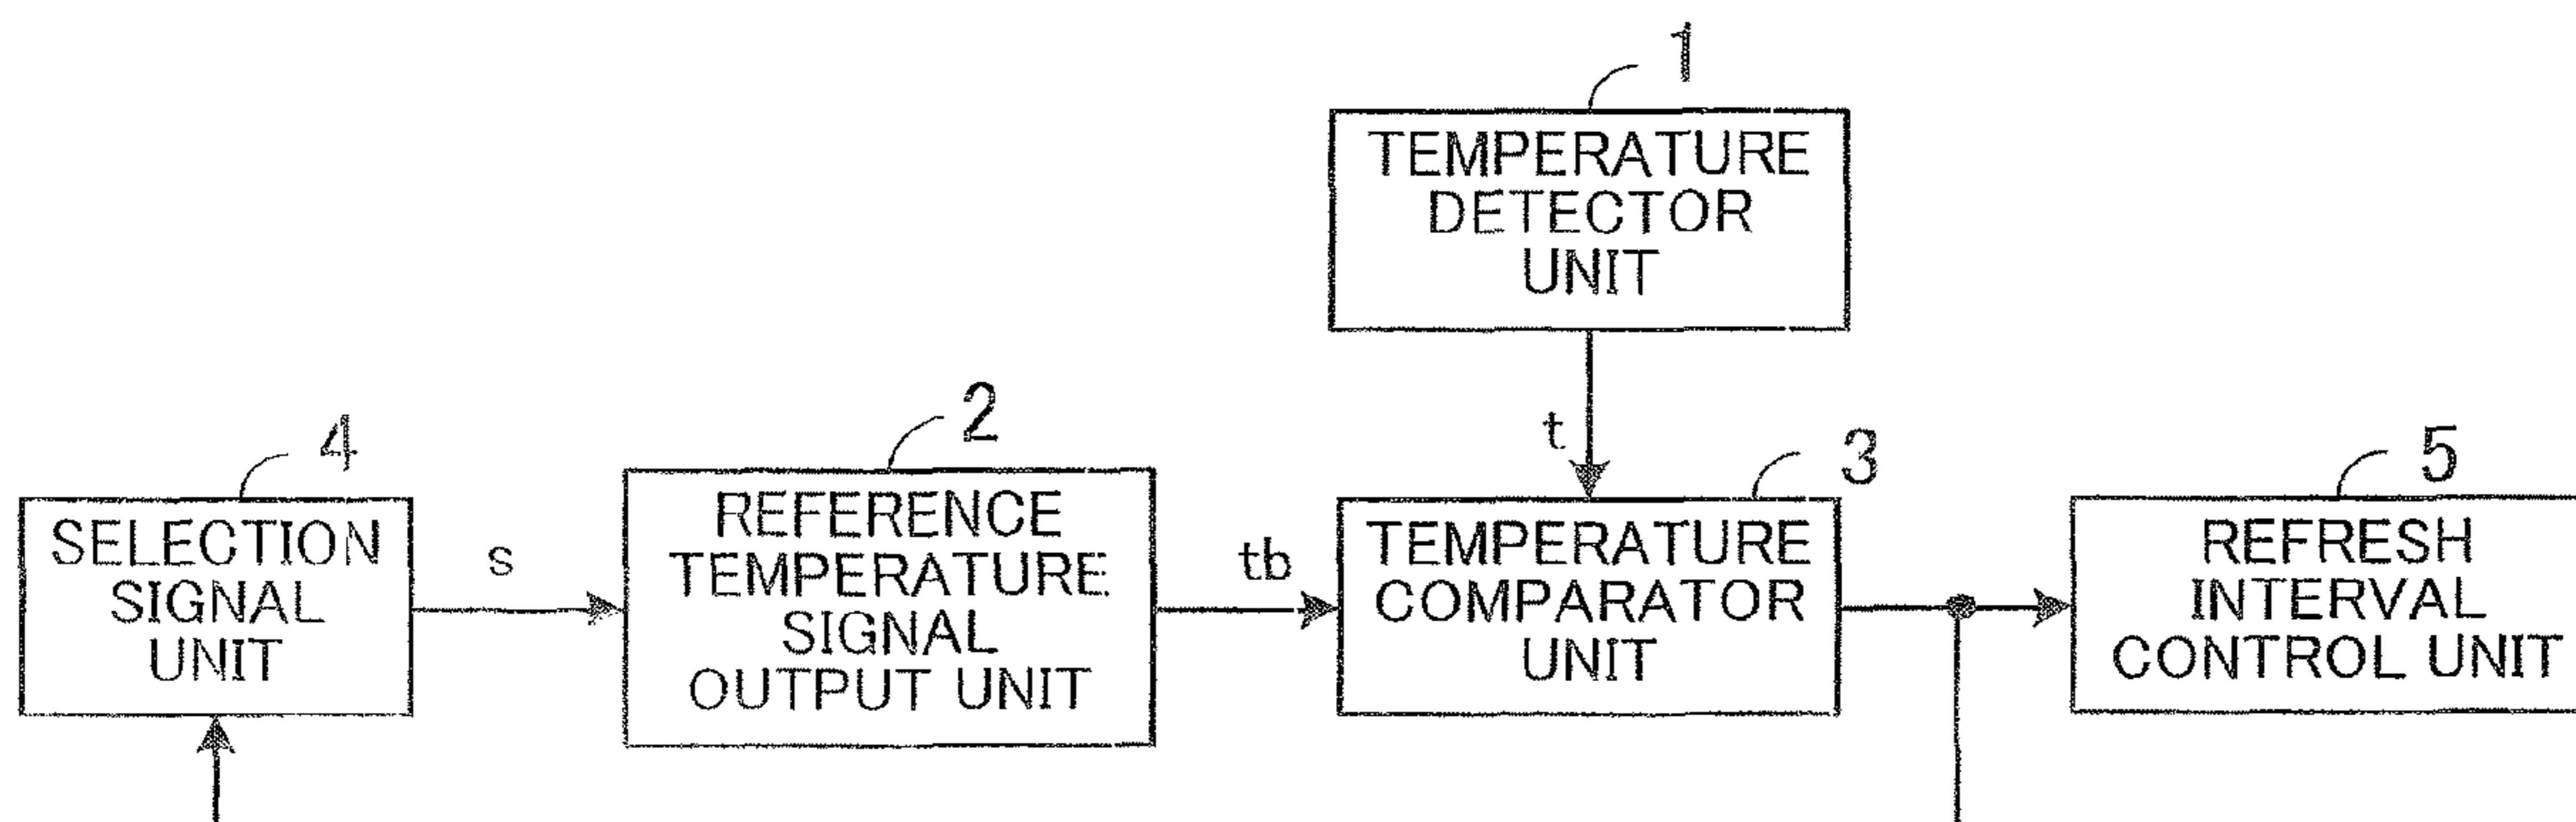 1
TEMPERATURE
DETECTOR
UNIT
t
4
SELECTION
SIGNAL
UNIT
s
2
REFERENCE
TEMPERATURE
SIGNAL
OUTPUT UNIT
tb
3
TEMPERATURE
COMPARATOR
UNIT
5
REFRESH
INTERVAL
CONTROL UNIT